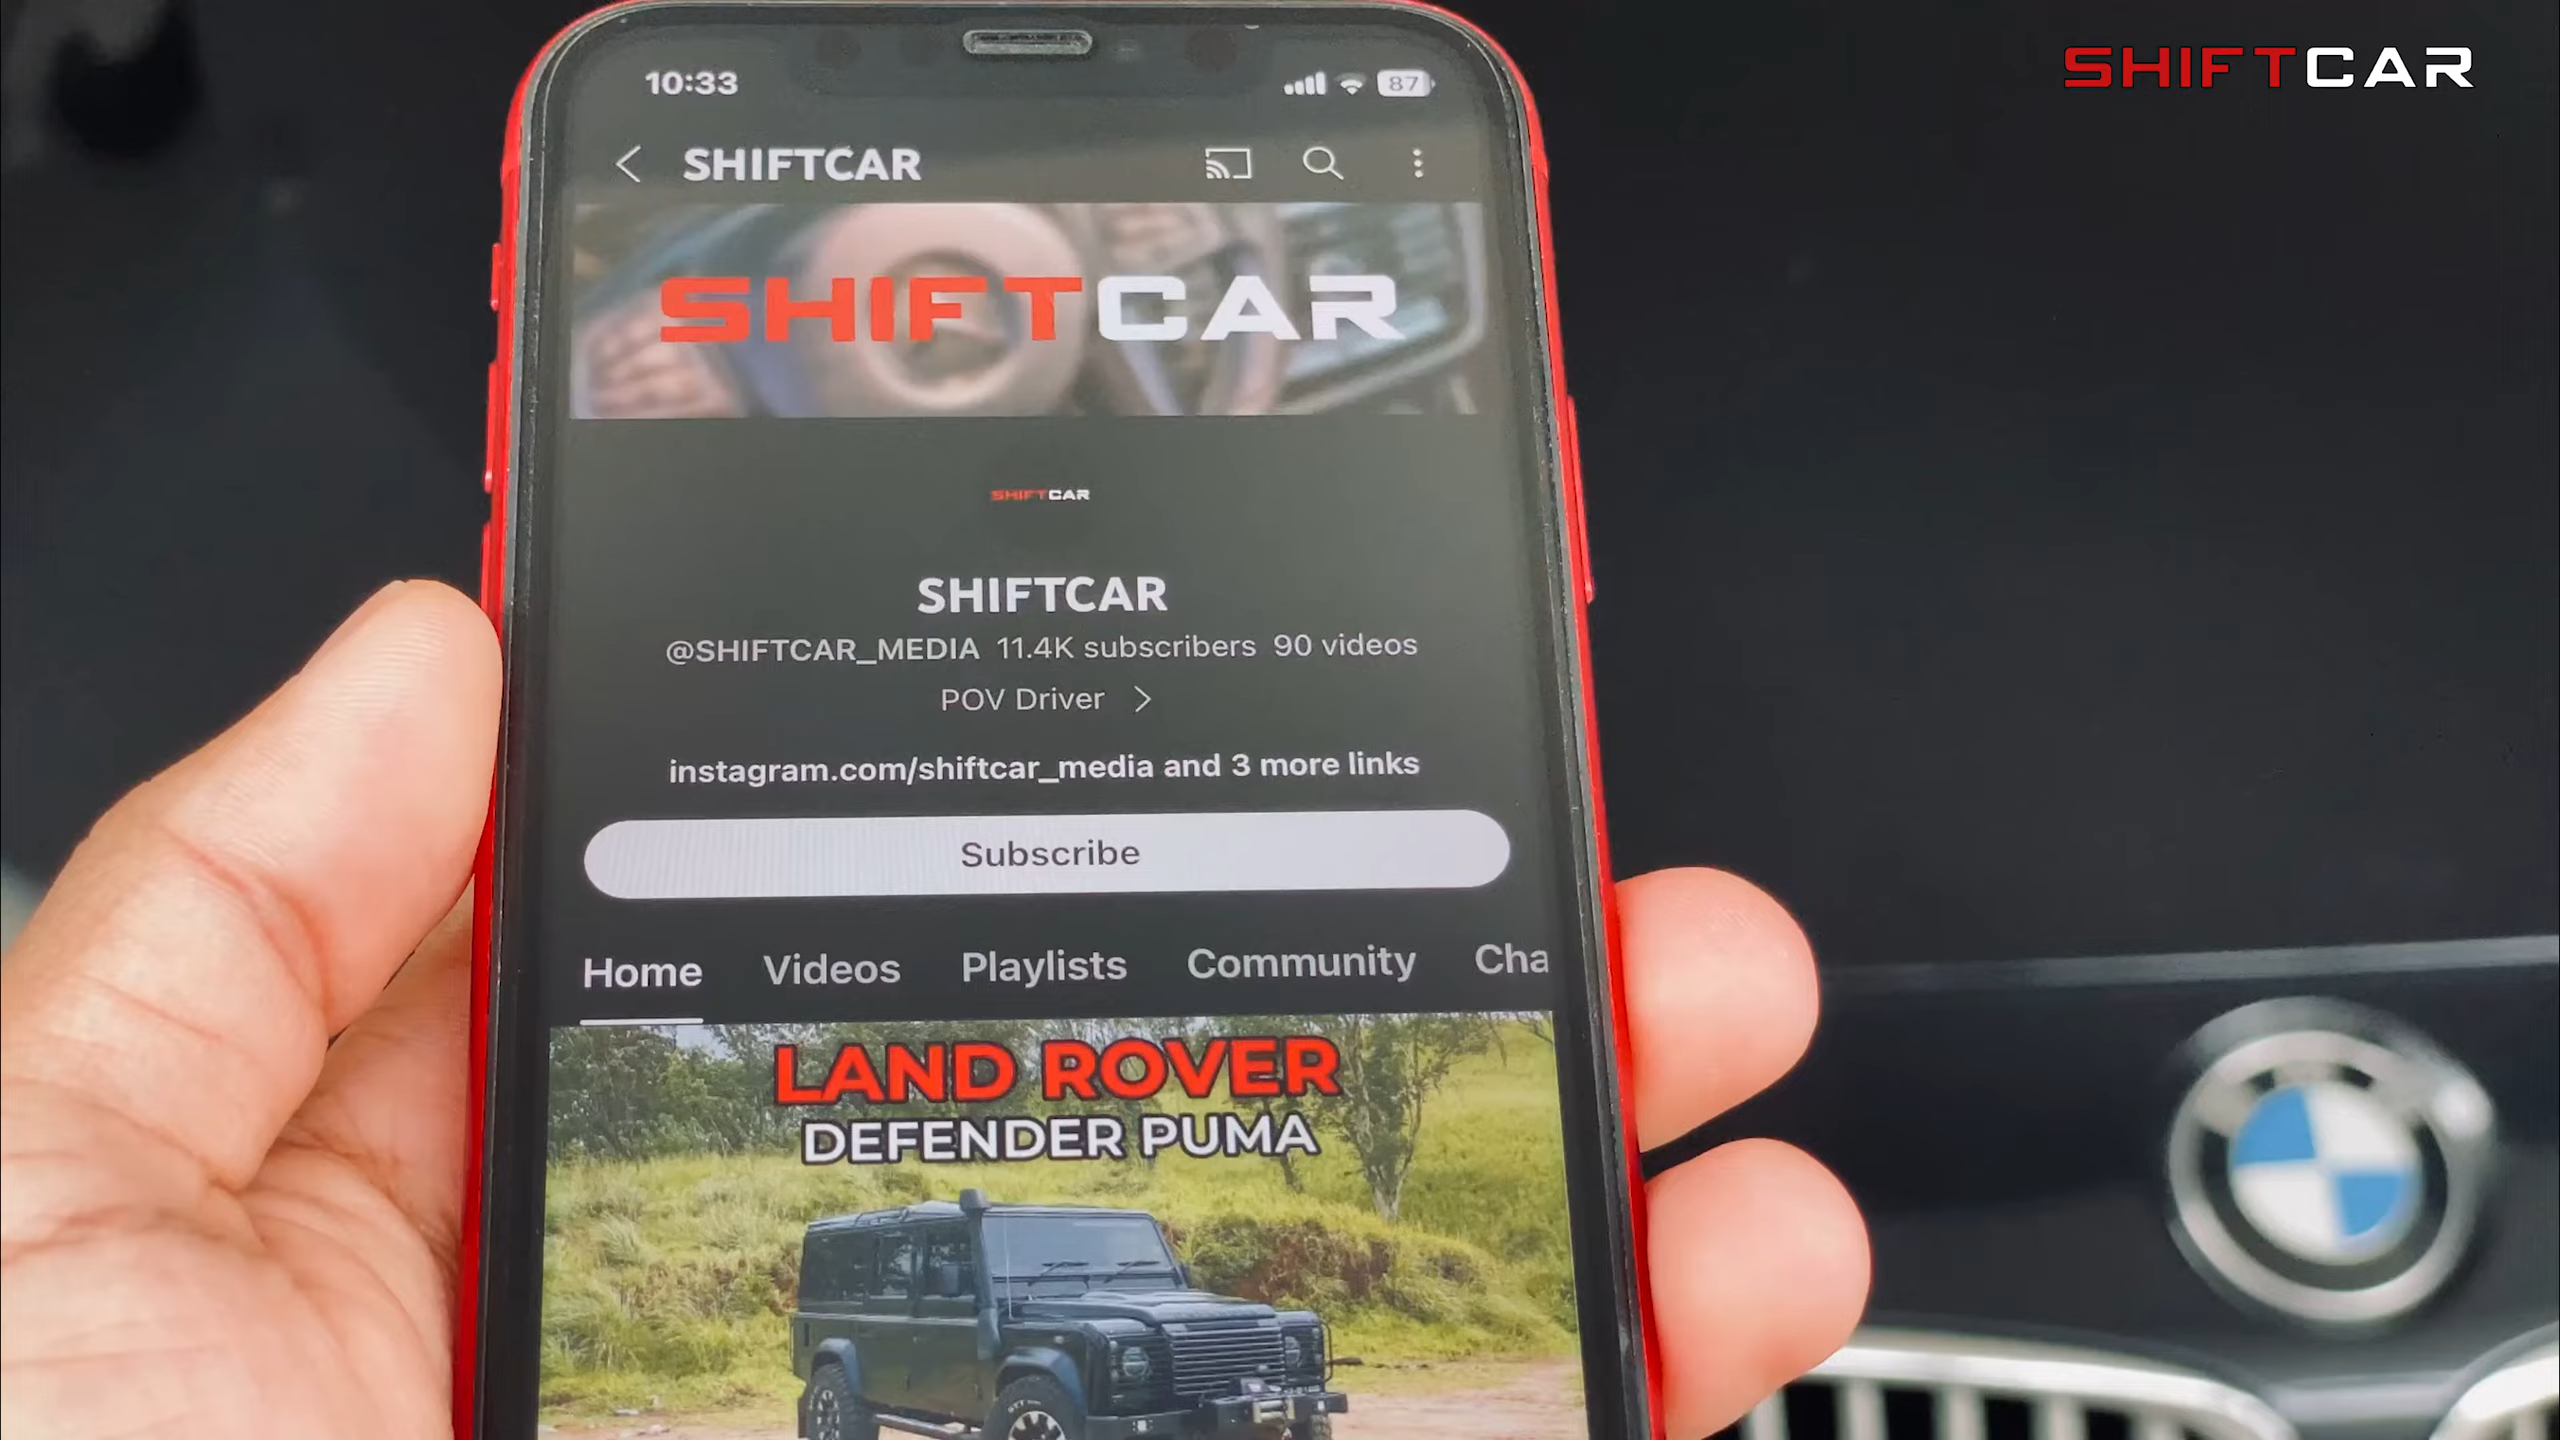 SHIFTCAR
10:33
87
SHIFTCAR
SHIFTCAR
SHIFTCAR
SHIFTCAR
@SHIFTCAR_MEDIA 11.4K subscribers 90 videos
POV Driver
instagram.com/shiftcar_media and 3 more links
Subscribe
Home Videos Playlists Community Cha
LAND ROVER
DEFENDER PUMA